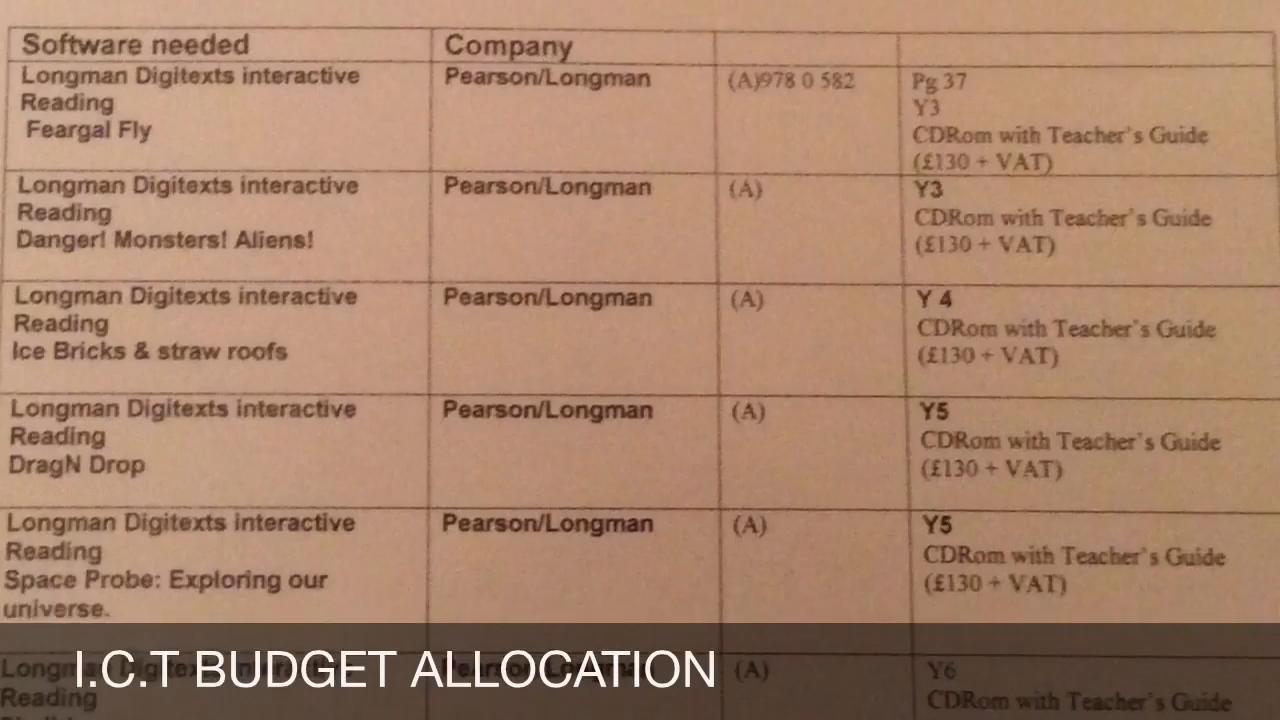 Software needed
Company
Longman Digitexts interactive
Reading
Feargal Fly
Pearson/Longman
(A)978 0 582
Pg 37
Y3
CDRom with Teacher's Guide
(£130 + VAT)
Longman Digitexts interactive
Reading
Danger! Monsters! Aliens!
Pearson/Longman
(A)
Y3
CDRom with Teacher's Guide
(£130 + VAT)
Longman Digitexts interactive
Reading
Ice Bricks & straw roofs
Pearson/Longman
(A)
Y 4
CDRom with Teacher's Guide
(£130 + VAT)
Longman Digitexts interactive
Reading
DragN Drop
Pearson/Longman
(A)
Y5
CDRom with Teacher's Guide
(£130 + VAT)
Longman Digitexts interactive
Reading
Space Probe: Exploring our
universe.
Pearson/Longman
(A)
Y5
CDRom with Teacher's Guide
(£130 + VAT)
Longman Digitexts interactive
Reading
Pearson/Longman
(A)
Y6
CDRom with Teacher's Guide
I.C.T BUDGET ALLOCATION